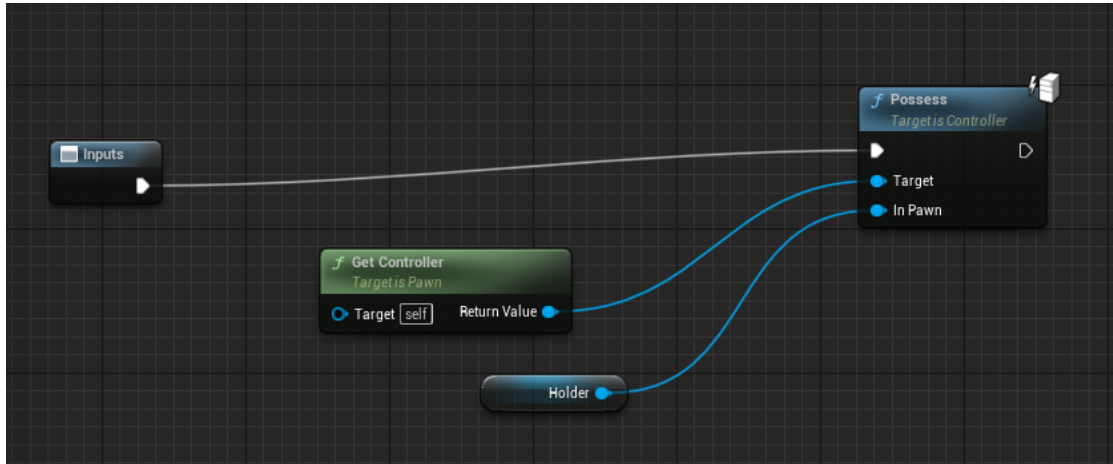 Inputs
f Possess
Target is Controller
Target
In Pawn
f Get Controller
Target is Pawn
Target self
Return Value
Holder